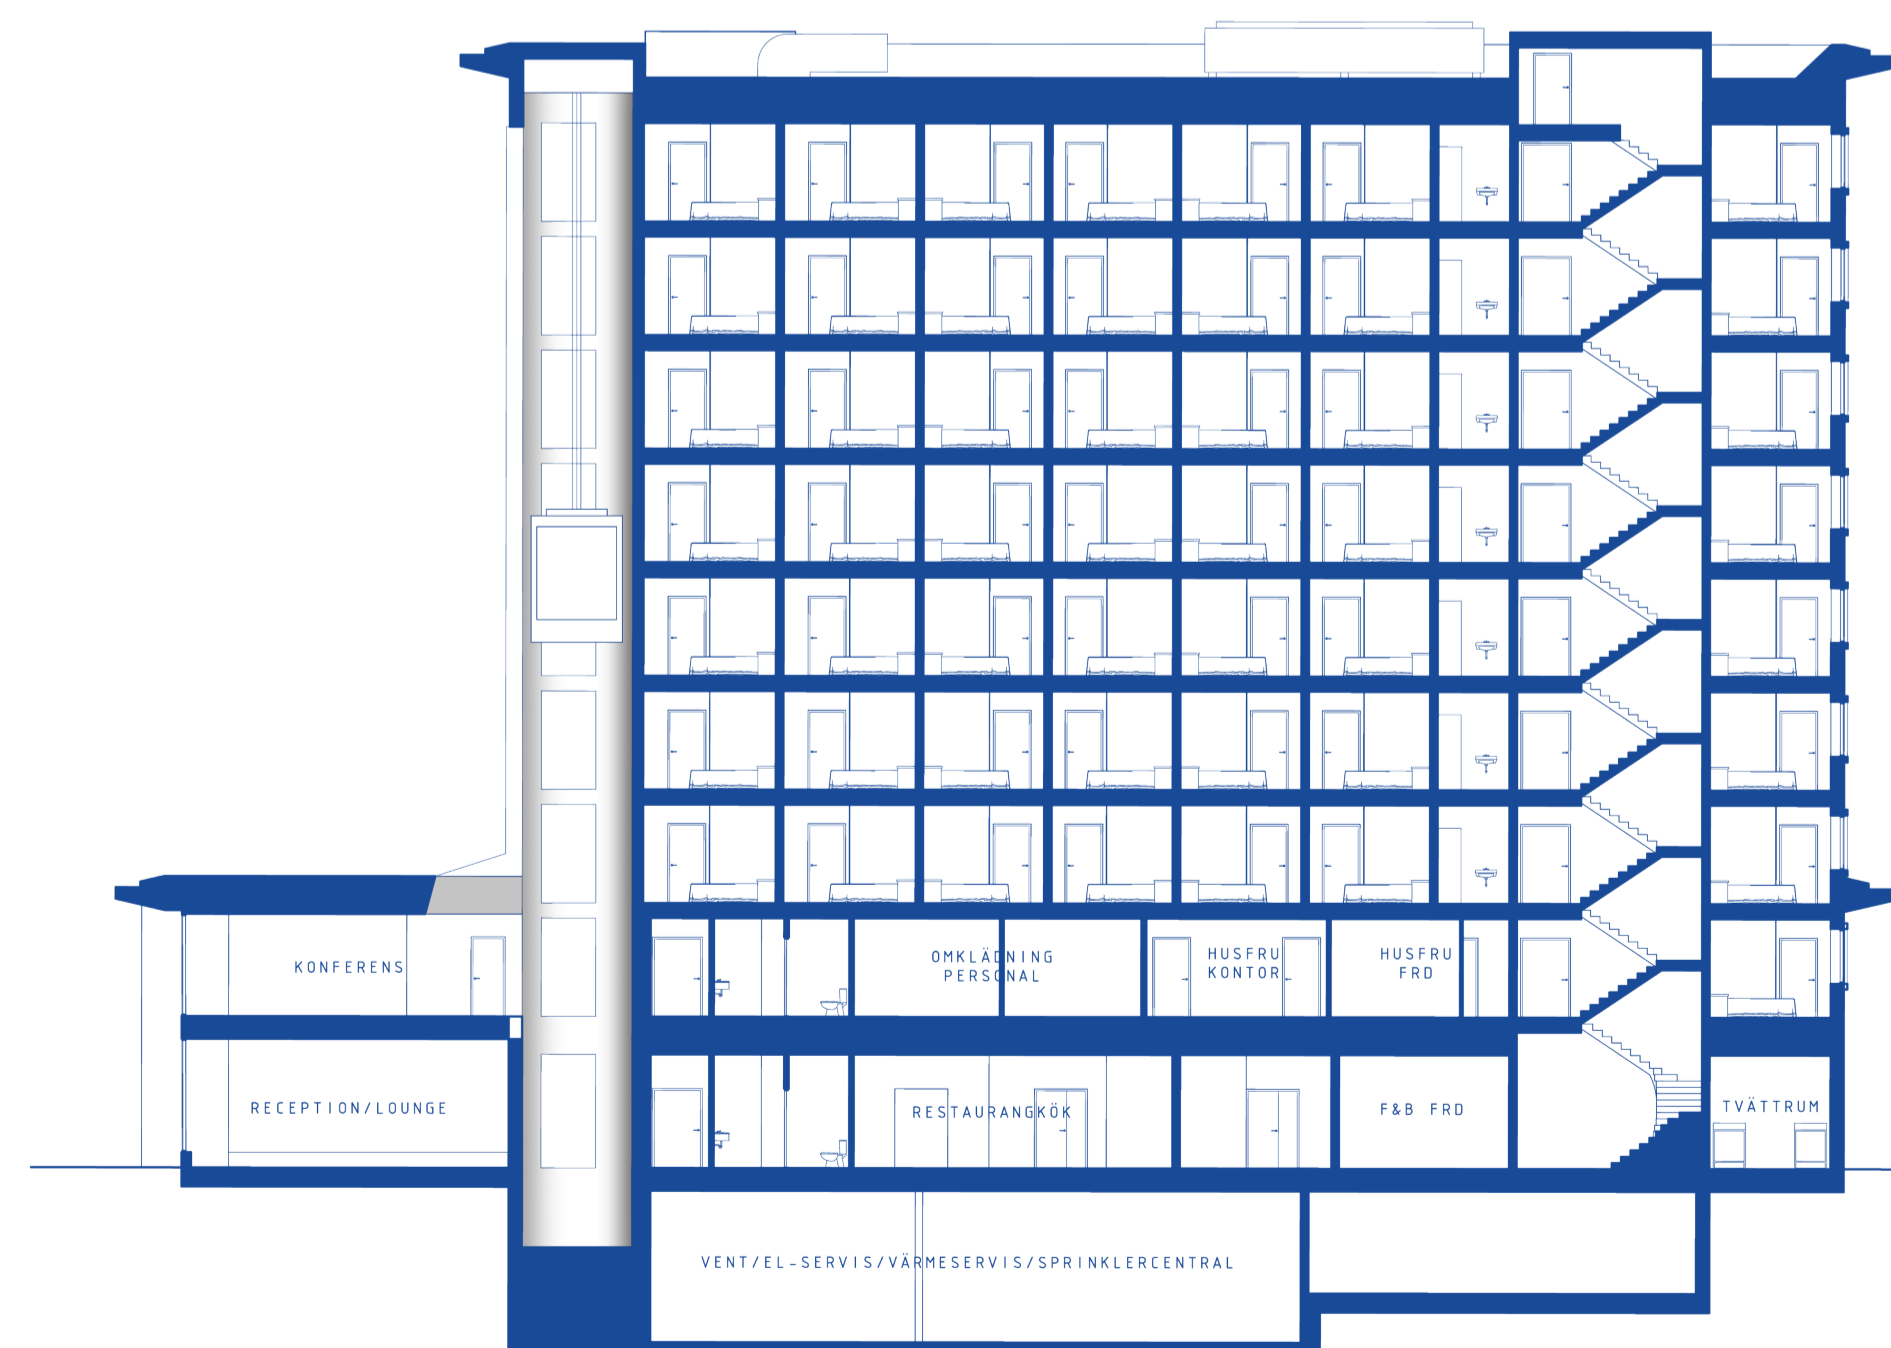 KONFERENS
OMKLÄDNING
PERSONAL
HUSFRU
KONTOR
HUSFRU
FRD
RECEPTION/LOUNGE
RESTAURANGKÖK
F&B FRD
TVÄTTRUM
VENT/EL-SERVIS/VÄRMESERVIS/SPRINKLERCENTRAL